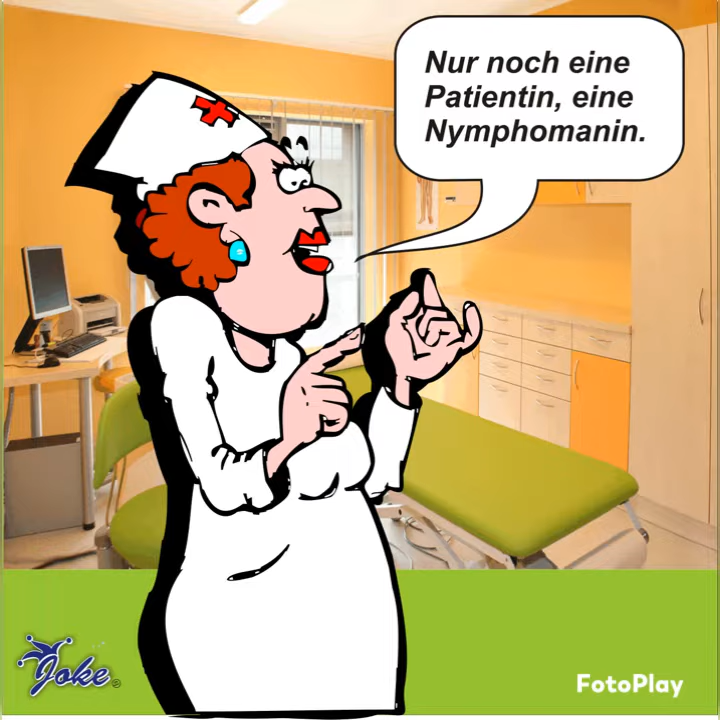 Nur noch eine
Patientin, eine
Nymphomanin.
Joke
FotoPlay